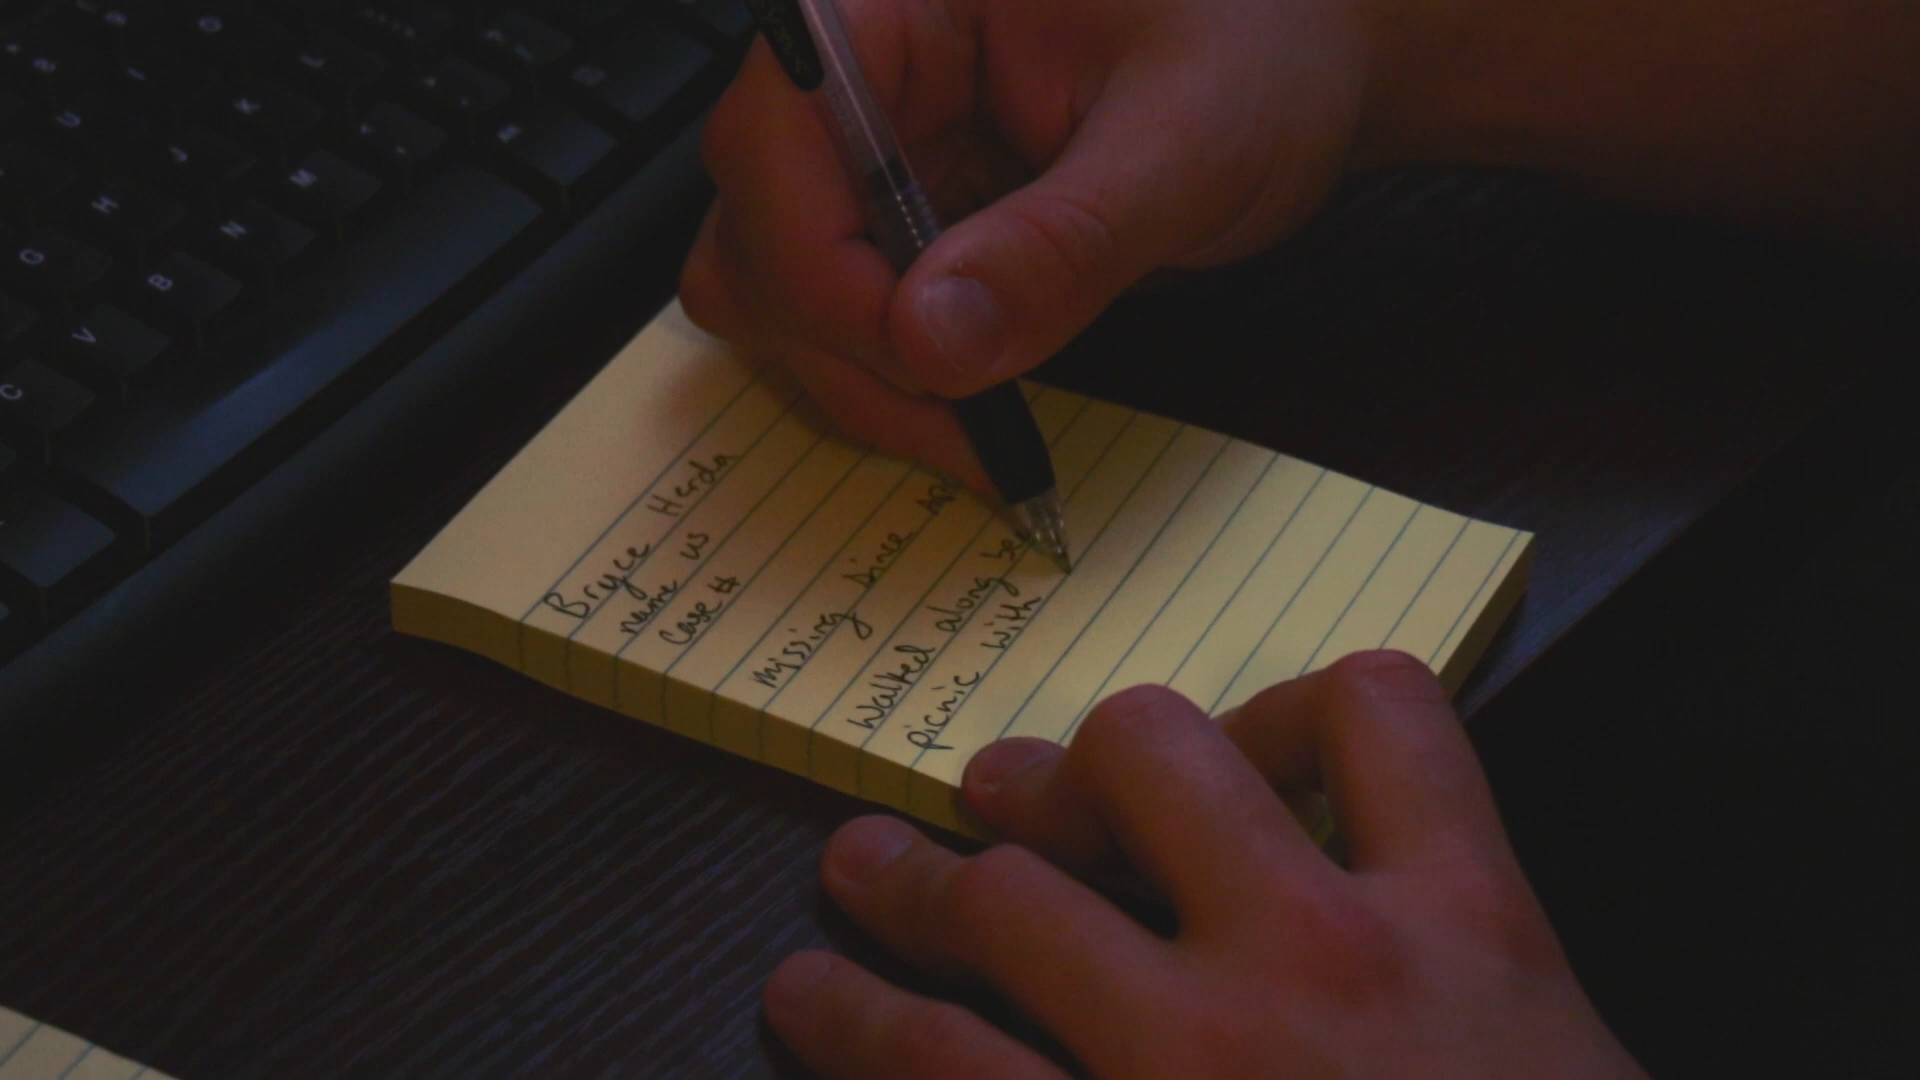 Bryce Herda
name us
Case #
Missing since
Walked along
picnic with
U
J
K
M
H
N
G
B
V
C